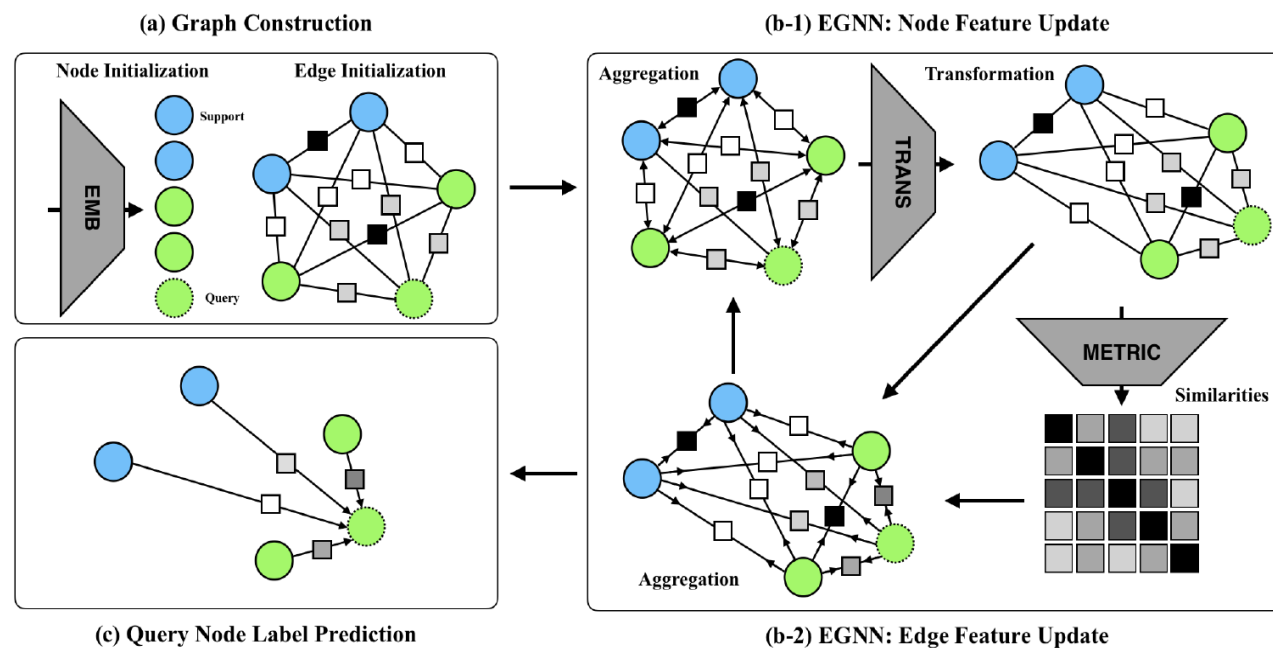 (a) Graph Construction
Node Initialization
Edge Initialization
Support
EMB
Query
(b-1) EGNN: Node Feature Update
Aggregation
Transformation
TRANS
METRIC
Similarities
Aggregation
(c) Query Node Label Prediction
(b-2) EGNN: Edge Feature Update